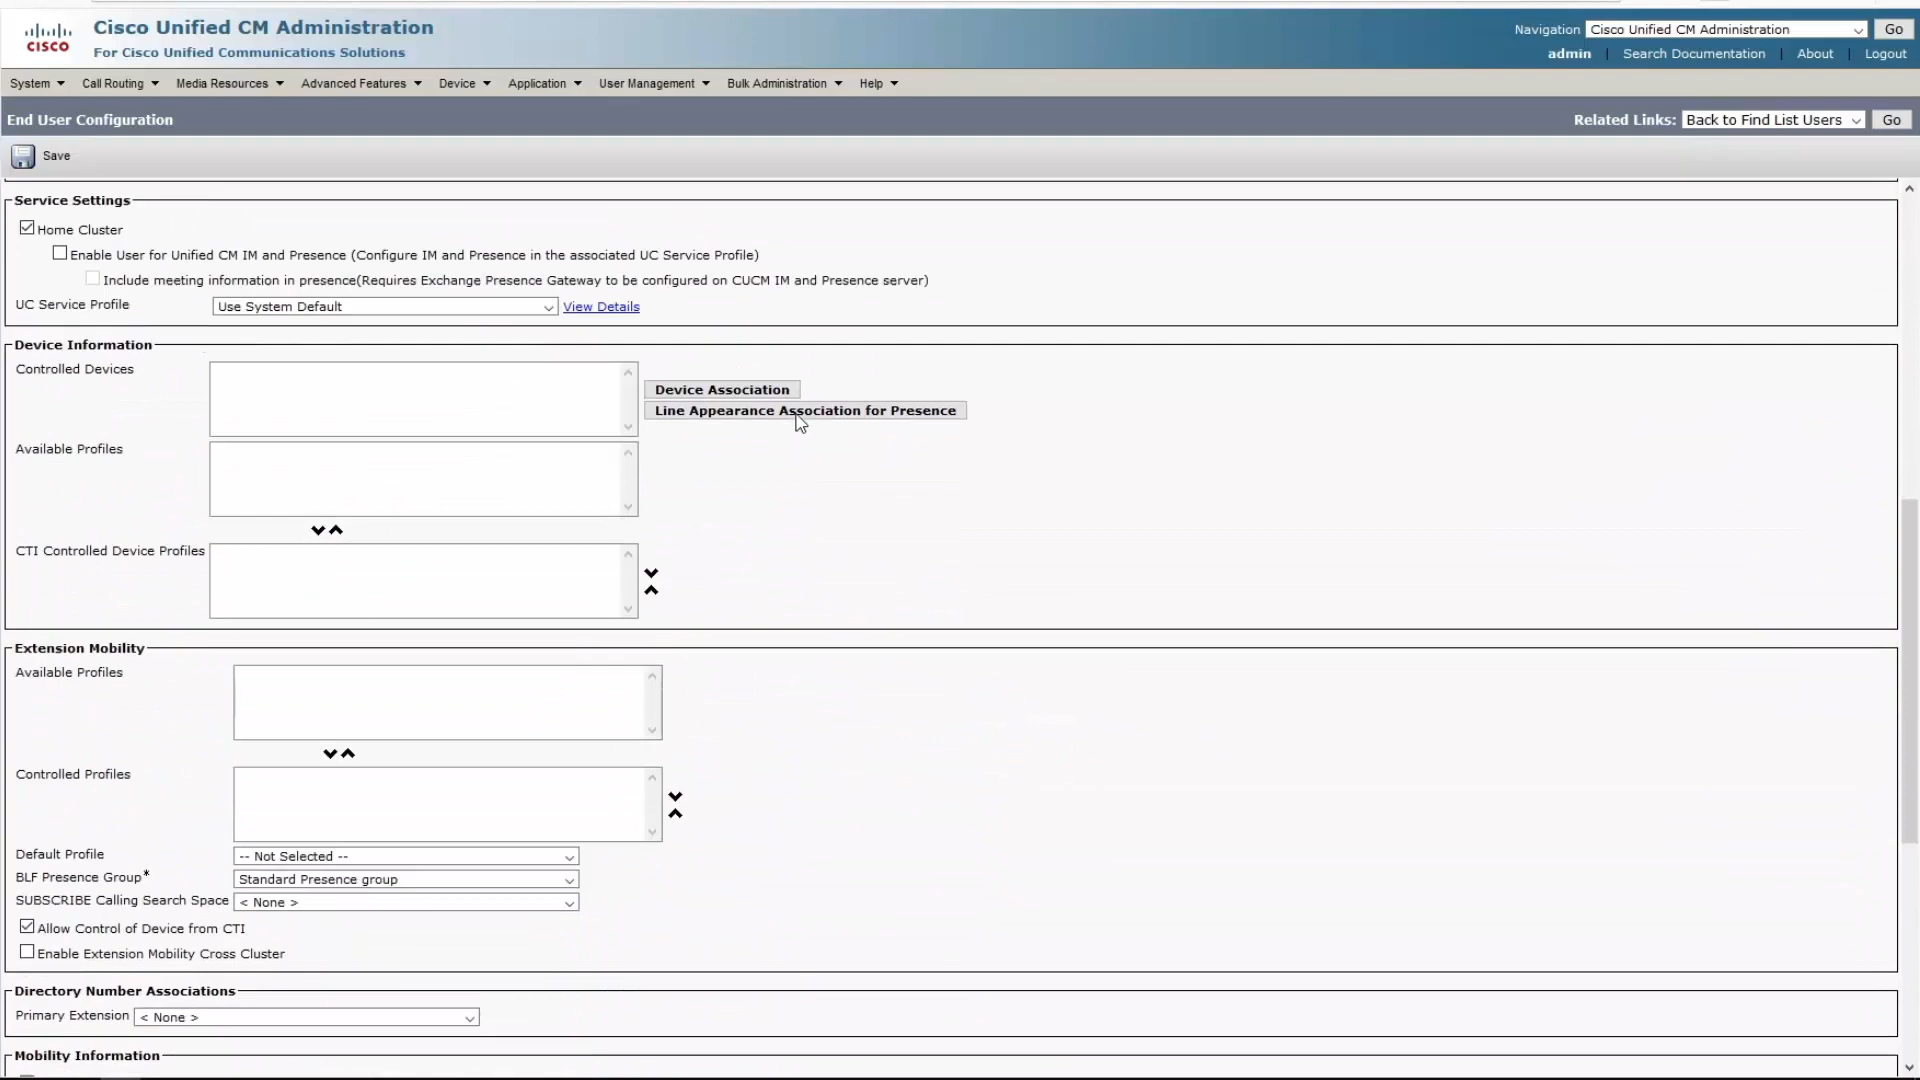 Cisco Unified CM Administration
CISCO
For Cisco Unified Communications Solutions
Navigation Cisco Unified CM Administration Go
admin | Search Documentation | About | Logout
System Call Routing Media Resources Advanced Features Device Application User Management Bulk Administration Help
End User Configuration
Related Links: Back to Find List Users Go
Save
Service Settings
Home Cluster
Enable User for Unified CM IM and Presence (Configure IM and Presence in the associated UC Service Profile)
Include meeting information in presence(Requires Exchange Presence Gateway to be configured on CUCM IM and Presence server)
UC Service Profile Use System Default View Details
Device Information
Controlled Devices
Device Association
Line Appearance Association for Presence
Available Profiles
CTI Controlled Device Profiles
Extension Mobility
Available Profiles
Controlled Profiles
Default Profile -- Not Selected --
BLF Presence Group* Standard Presence group
SUBSCRIBE Calling Search Space < None >
Allow Control of Device from CTI
Enable Extension Mobility Cross Cluster
Directory Number Associations
Primary Extension < None >
Mobility Information